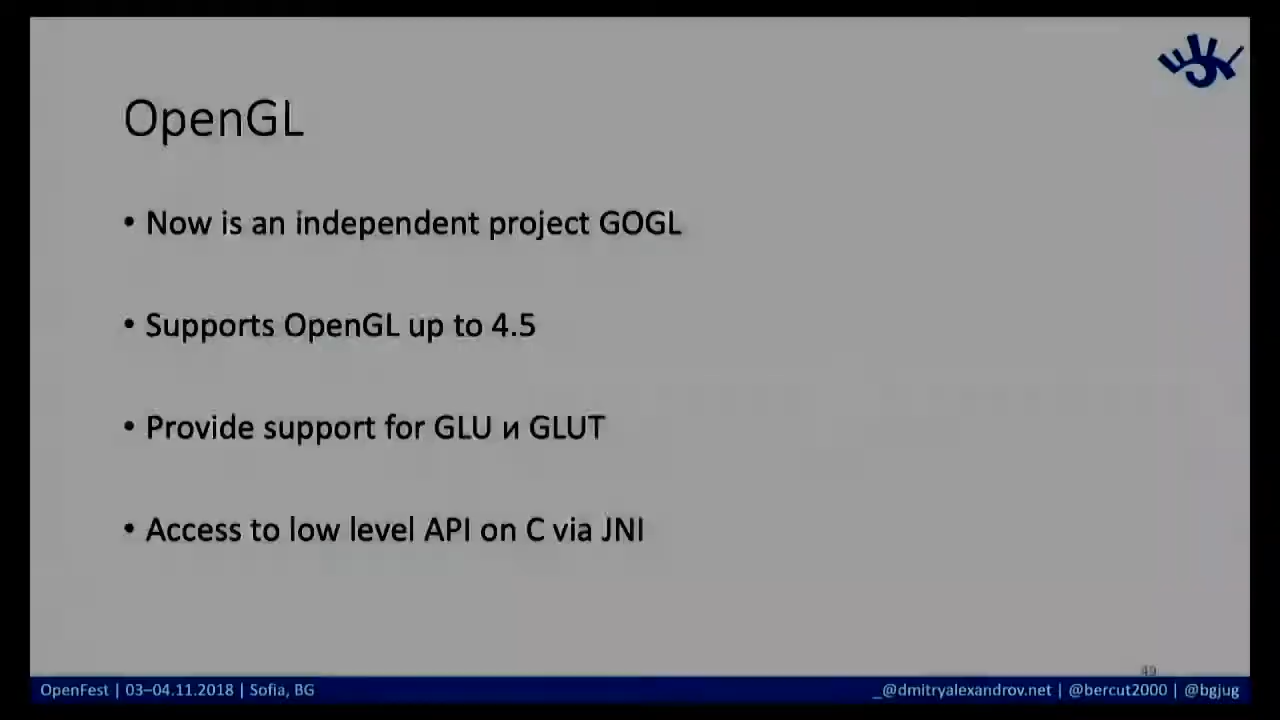 OpenGL
• Now is an independent project GOGL
• Supports OpenGL up to 4.5
• Provide support for GLU и GLUT
• Access to low level API on C via JNI
49
OpenFest | 03–04.11.2018 | Sofia, BG
_@dmitryalexandrov.net | @bercut2000 | @bgjug